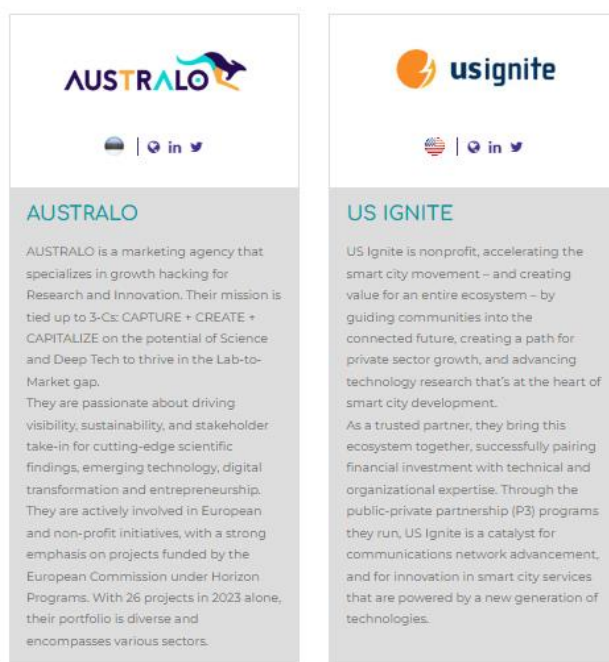 AUSTRALO
AUSTRALO
AUSTRALO is a marketing agency that
specializes in growth hacking for
Research and Innovation. Their mission is
tied up to 3-Cs: CAPTURE + CREATE +
CAPITALIZE on the potential of Science
and Deep Tech to thrive in the Lab-to-
Market gap.
They are passionate about driving
visibility, sustainability, and stakeholder
take-in for cutting-edge scientific
findings, emerging technology, digital
transformation and entrepreneurship.
They are actively involved in European
and non-profit initiatives, with a strong
emphasis on projects funded by the
European Commission under Horizon
Programs. With 26 projects in 2023 alone,
their portfolio is diverse and
encompasses various sectors.
usignite
US IGNITE
US Ignite is nonprofit, accelerating the
smart city movement – and creating
value for an entire ecosystem – by
guiding communities into the
connected future, creating a path for
private sector growth, and advancing
technology research that's at the heart of
smart city development.
As a trusted partner, they bring this
ecosystem together, successfully pairing
financial investment with technical and
organizational expertise. Through the
public-private partnership (P3) programs
they run, US Ignite is a catalyst for
communications network advancement,
and for innovation in smart city services
that are powered by a new generation of
technologies.